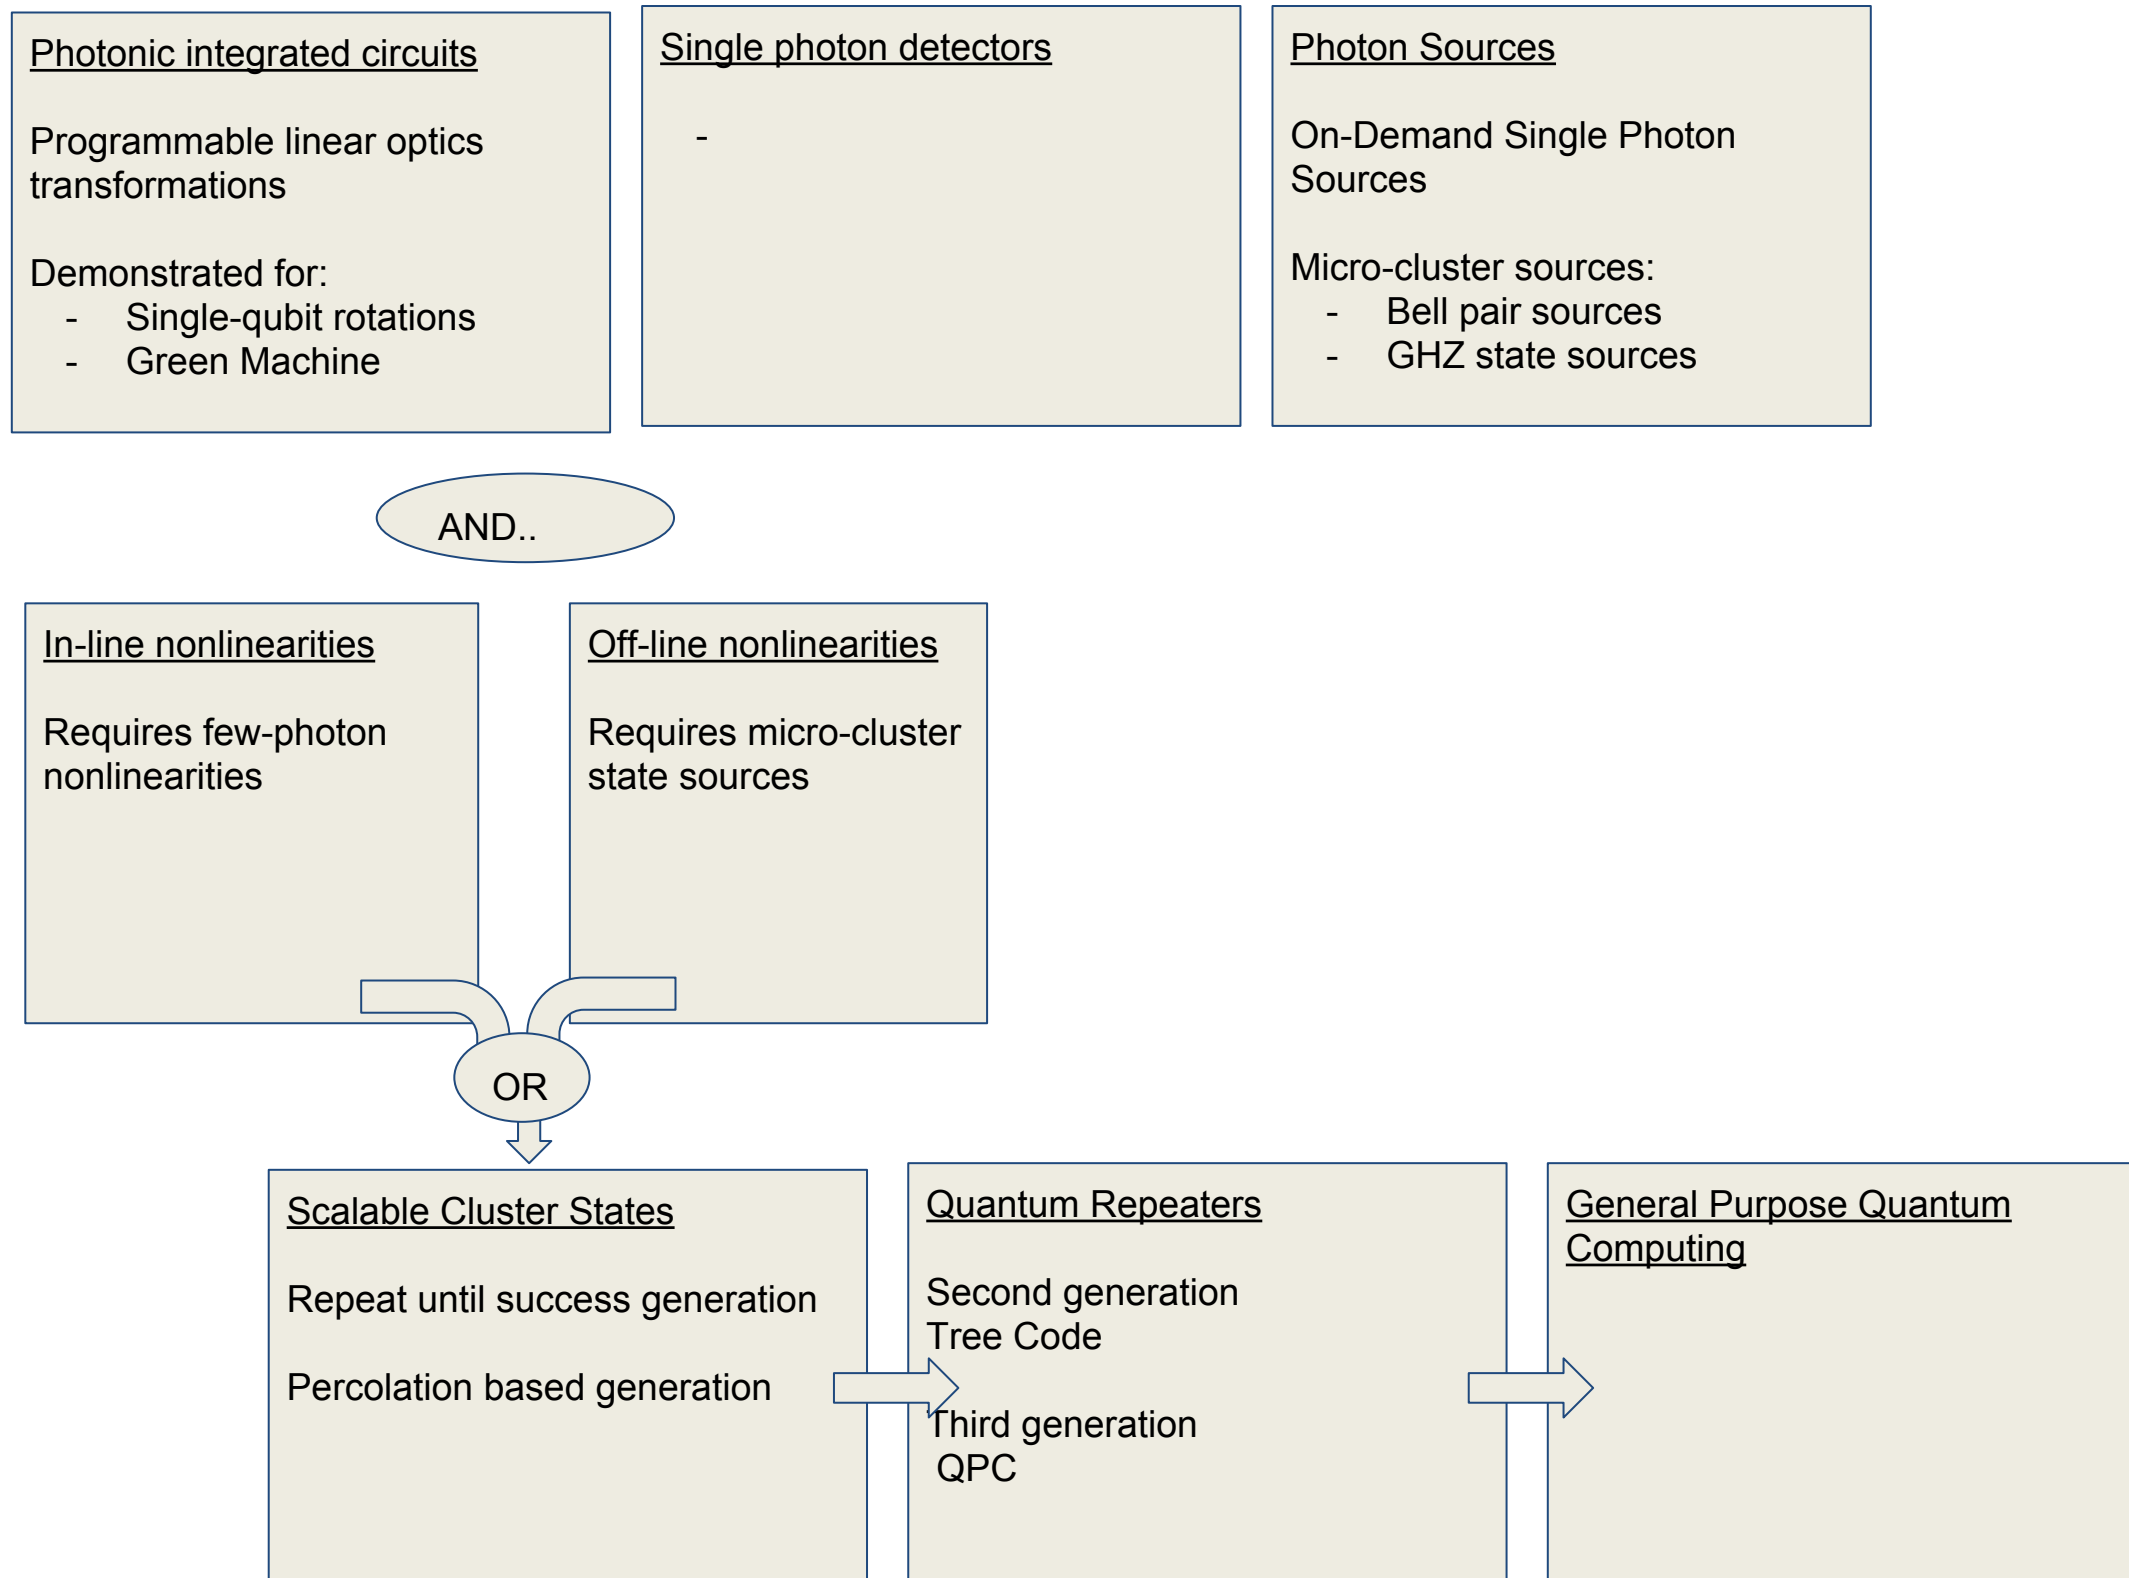 Photonic integrated circuits
Programmable linear optics
transformations
Demonstrated for:
- Single-qubit rotations
- Green Machine
Single photon detectors
-
Photon Sources
On-Demand Single Photon
Sources
Micro-cluster sources:
- Bell pair sources
- GHZ state sources
AND..
In-line nonlinearities
Requires few-photon
nonlinearities
Off-line nonlinearities
Requires micro-cluster
state sources
OR
Scalable Cluster States
Repeat until success generation
Percolation based generation
Quantum Repeaters
Second generation
Tree Code
Third generation
QPC
General Purpose Quantum
Computing